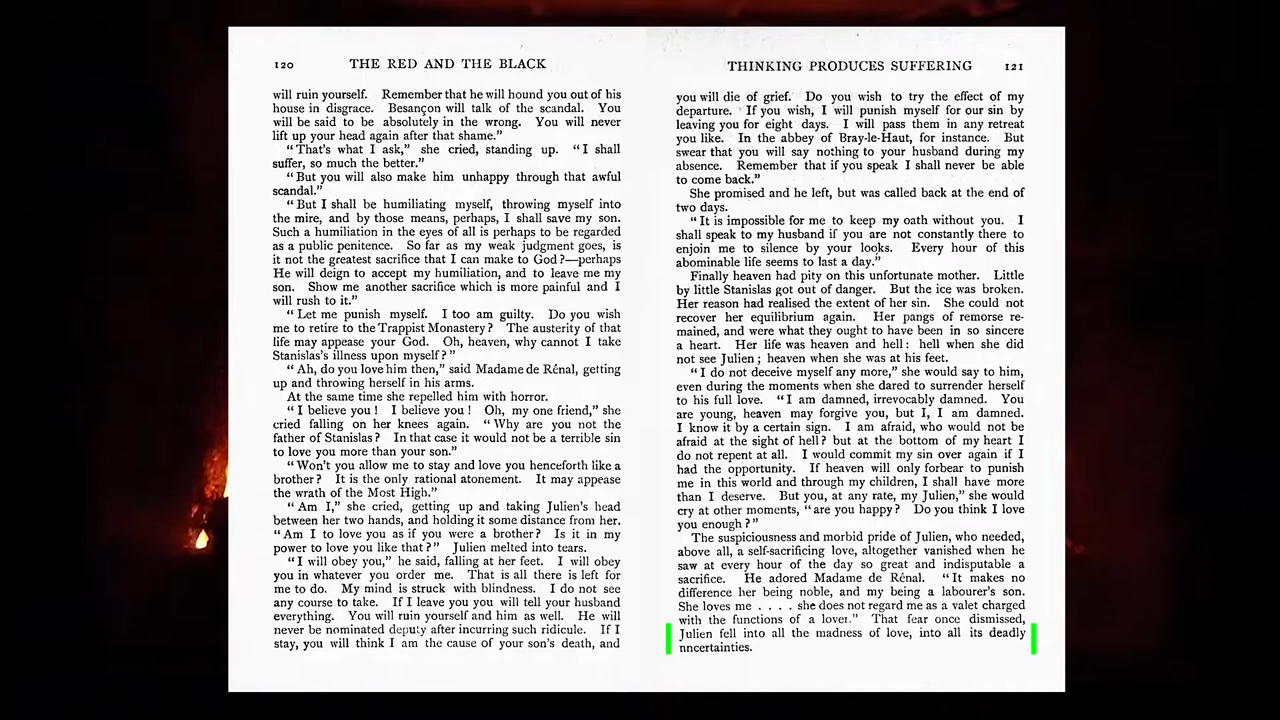 120 THE RED AND THE BLACK
will ruin yourself. Remember that he will hound you out of his
house in disgrace. Besançon will talk of the scandal. You
will be said to be absolutely in the wrong. You will never
lift up your head again after that shame."
"That's what I ask," she cried, standing up. "I shall
suffer, so much the better."
"But you will also make him unhappy through that awful
scandal."
"But I shall be humiliating myself, throwing myself into
the mire, and by those means, perhaps, I shall save my son.
Such a humiliation in the eyes of all is perhaps to be regarded
as a public penitence. So far as my weak judgment goes, is
it not the greatest sacrifice that I can make to God?—perhaps
He will deign to accept my humiliation, and to leave me my
son. Show me another sacrifice which is more painful and I
will rush to it."
"Let me punish myself. I too am guilty. Do you wish
me to retire to the Trappist Monastery? The austerity of that
life may appease your God. Oh, heaven, why cannot I take
Stanislas's illness upon myself?"
"Ah, do you love him then," said Madame de Rénal, getting
up and throwing herself in his arms.
At the same time she repelled him with horror.
"I believe you! I believe you! Oh, my one friend," she
cried falling on her knees again. "Why are you not the
father of Stanislas? In that case it would not be a terrible sin
to love you more than your son."
"Won't you allow me to stay and love you henceforth like a
brother? It is the only rational atonement. It may appease
the wrath of the Most High."
"Am I," she cried, getting up and taking Julien's head
between her two hands, and holding it some distance from her.
"Am I to love you as if you were a brother? Is it in my
power to love you like that?" Julien melted into tears.
"I will obey you," he said, falling at her feet. I will obey
you in whatever you order me. That is all there is left for
me to do. My mind is struck with blindness. I do not see
any course to take. If I leave you you will tell your husband
everything. You will ruin yourself and him as well. He will
never be nominated deputy after incurring such ridicule. If I
stay, you will think I am the cause of your son's death, and
THINKING PRODUCES SUFFERING 121
you will die of grief. Do you wish to try the effect of my
departure. If you wish, I will punish myself for our sin by
leaving you for eight days. I will pass them in any retreat
you like. In the abbey of Bray-le-Haut, for instance. But
swear that you will say nothing to your husband during my
absence. Remember that if you speak I shall never be able
to come back."
She promised and he left, but was called back at the end of
two days.
"It is impossible for me to keep my oath without you. I
shall speak to my husband if you are not constantly there to
enjoin me to silence by your looks. Every hour of this
abominable life seems to last a day."
Finally heaven had pity on this unfortunate mother. Little
by little Stanislas got out of danger. But the ice was broken.
Her reason had realised the extent of her sin. She could not
recover her equilibrium again. Her pangs of remorse re-
mained, and were what they ought to have been in so sincere
a heart. Her life was heaven and hell: hell when she did
not see Julien; heaven when she was at his feet.
"I do not deceive myself any more," she would say to him,
even during the moments when she dared to surrender herself
to his full love. "I am damned, irrevocably damned. You
are young, heaven may forgive you, but I, I am damned.
I know it by a certain sign. I am afraid, who would not be
afraid at the sight of hell? but at the bottom of my heart I
do not repent at all. I would commit my sin over again if I
had the opportunity. If heaven will only forbear to punish
me in this world and through my children, I shall have more
than I deserve. But you, at any rate, my Julien," she would
cry at other moments, "are you happy? Do you think I love
you enough?"
The suspiciousness and morbid pride of Julien, who needed,
above all, a self-sacrificing love, altogether vanished when he
saw at every hour of the day so great and indisputable a
sacrifice. He adored Madame de Rénal. "It makes no
difference her being noble, and my being a labourer's son.
She loves me . . . . she does not regard me as a valet charged
with the functions of a lover." That fear once dismissed,
Julien fell into all the madness of love, into all its deadly
nncertainties.